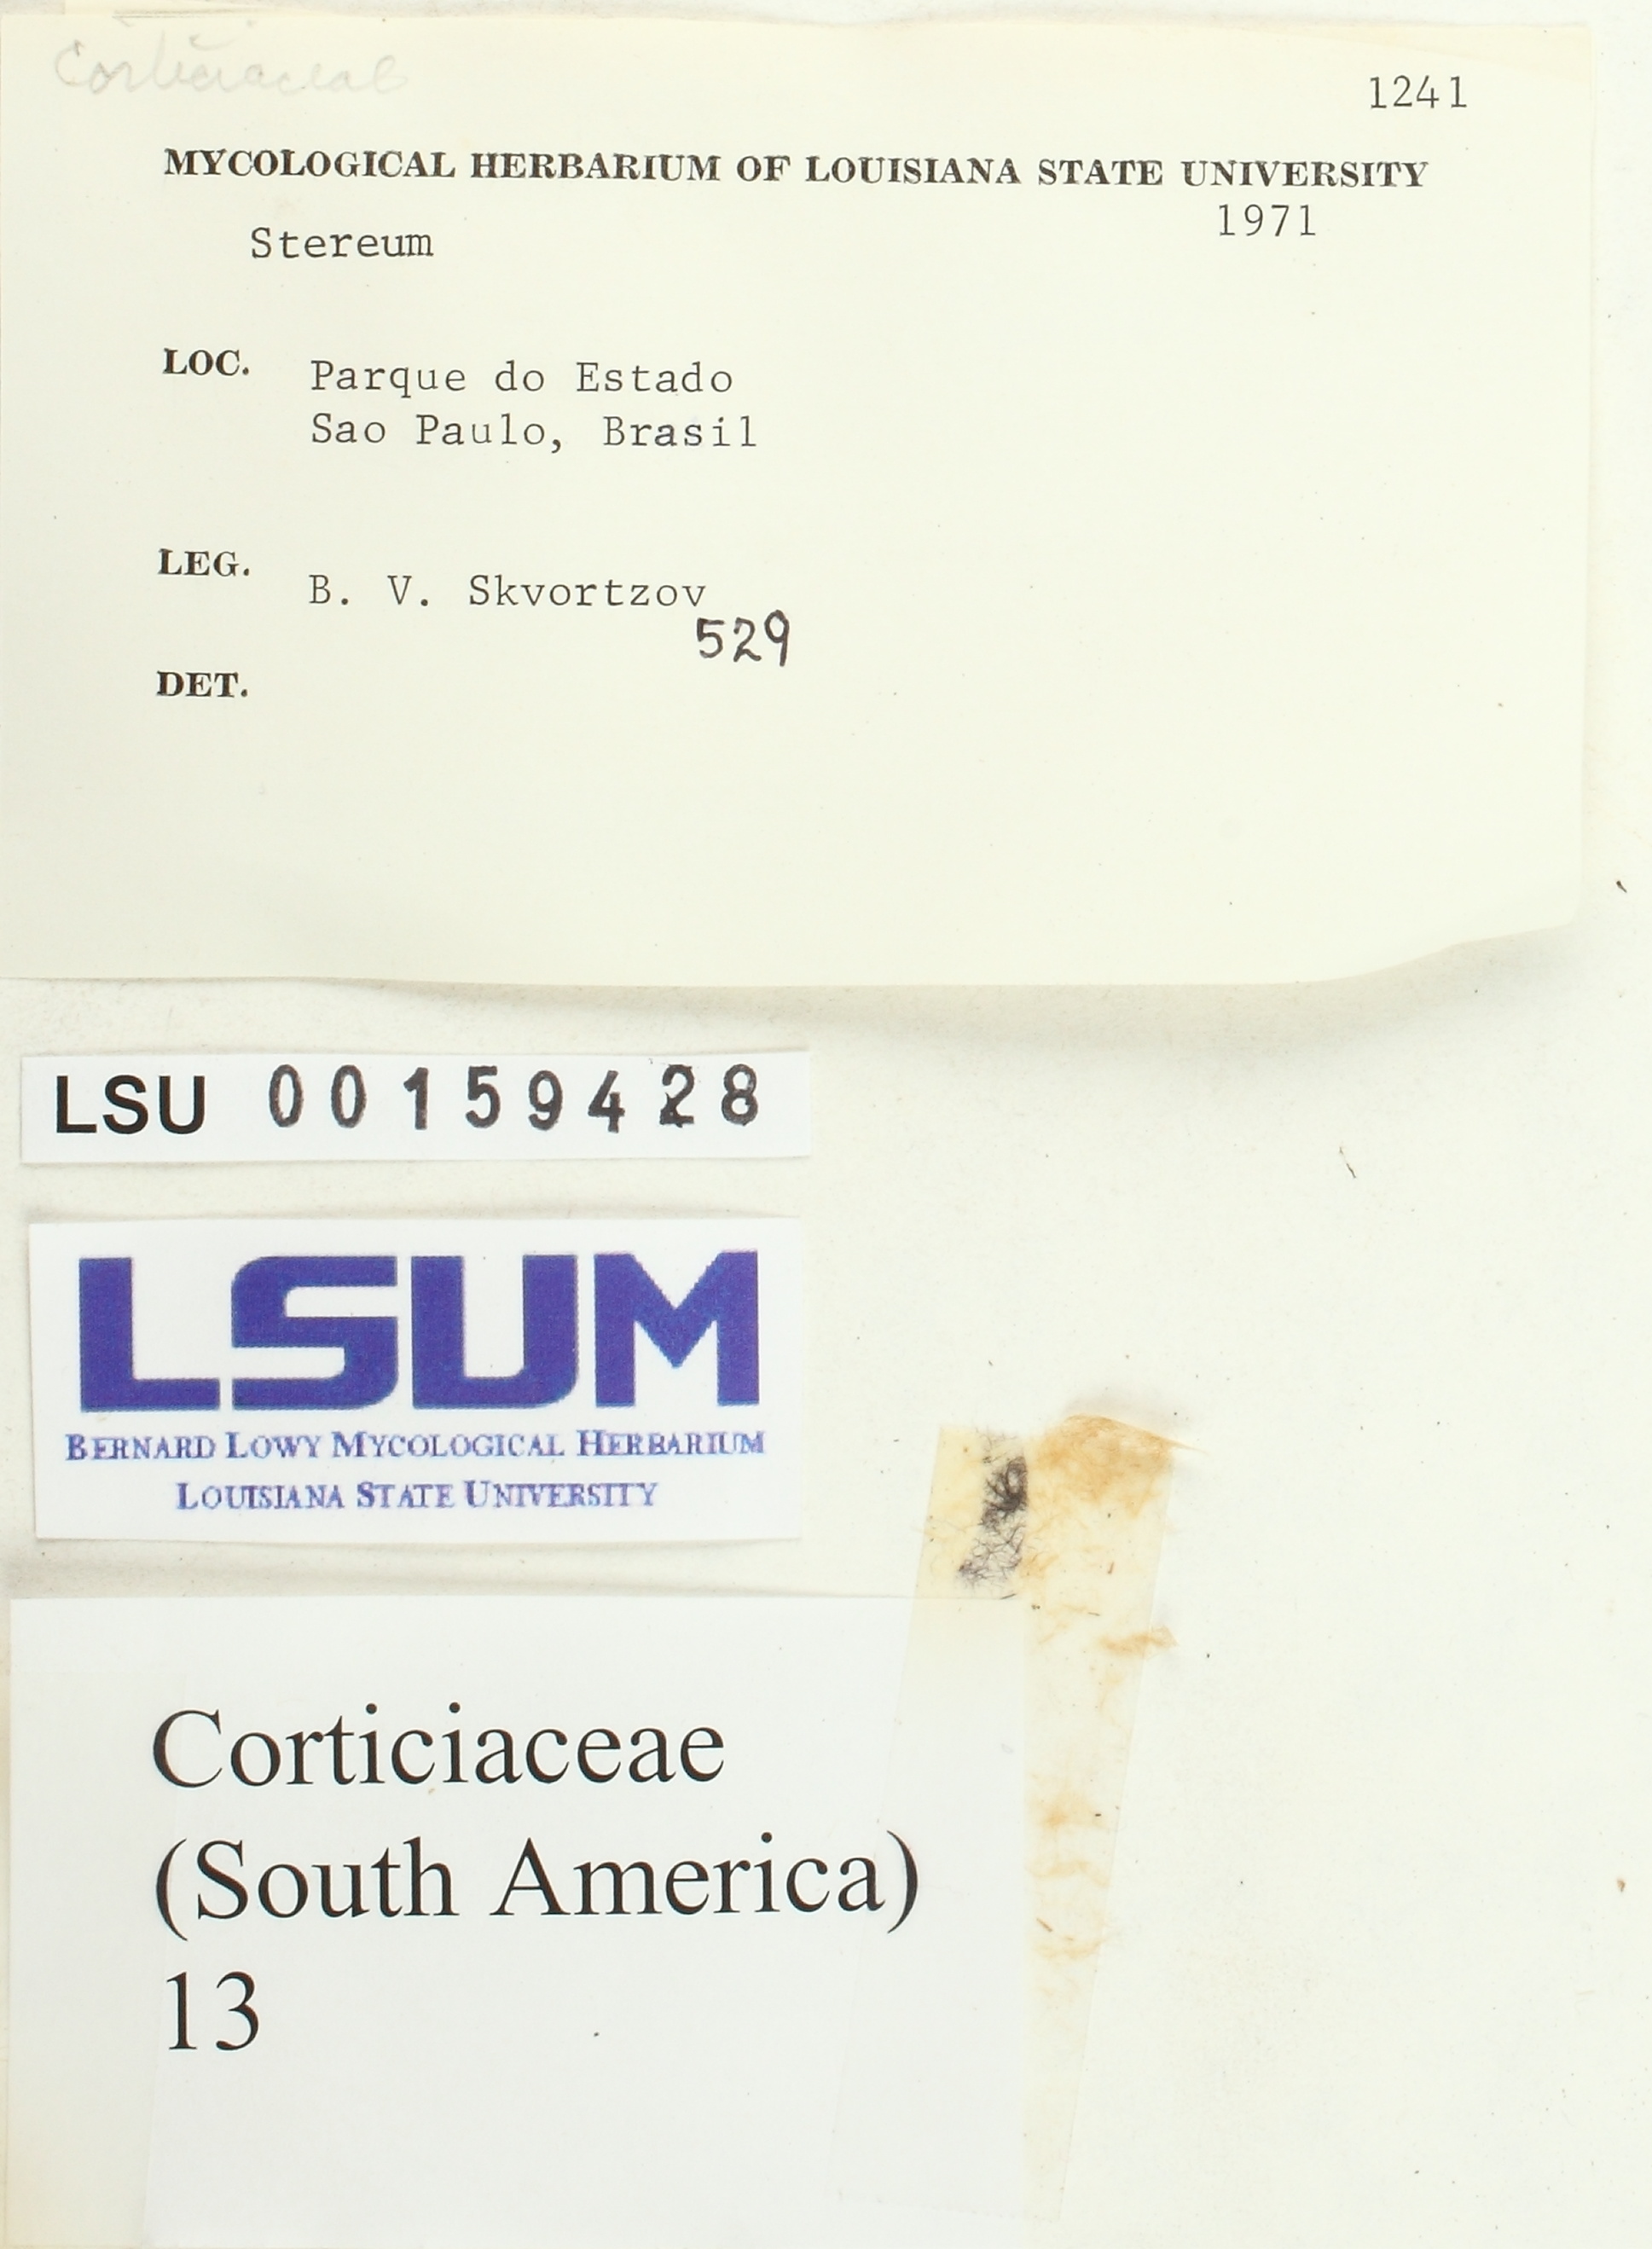 Corticiaceae
1241
MYCOLOGICAL HERBARIUM OF LOUISIANA STATE UNIVERSITY
1971
Stereum
LOC. Parque do Estado
Sao Paulo, Brasil
LEG. B. V. Skvortzov
529
DET.
LSU 00159428
LSUM
BERNARD LOWY MYCOLOGICAL HERBARIUM
LOUISIANA STATE UNIVERSITY
Corticiaceae
(South America)
13